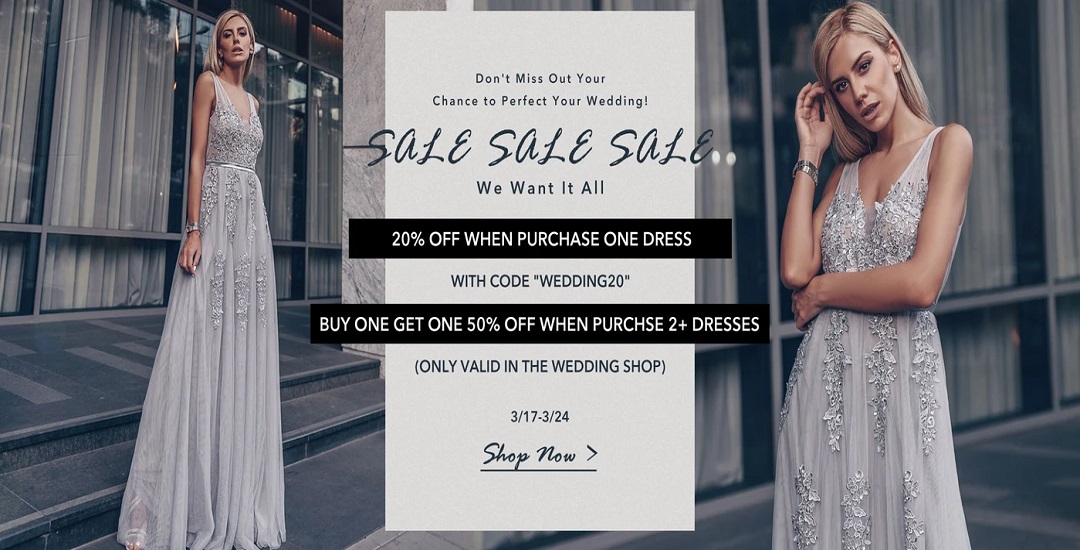 Don't Miss Out Your
Chance to Perfect Your Wedding!
SALE SALE SALE..
We Want It All
20% OFF WHEN PURCHASE ONE DRESS
WITH CODE "WEDDING20"
BUY ONE GET ONE 50% OFF WHEN PURCHSE 2+ DRESSES
(ONLY VALID IN THE WEDDING SHOP)
3/17-3/24
Shop Now >